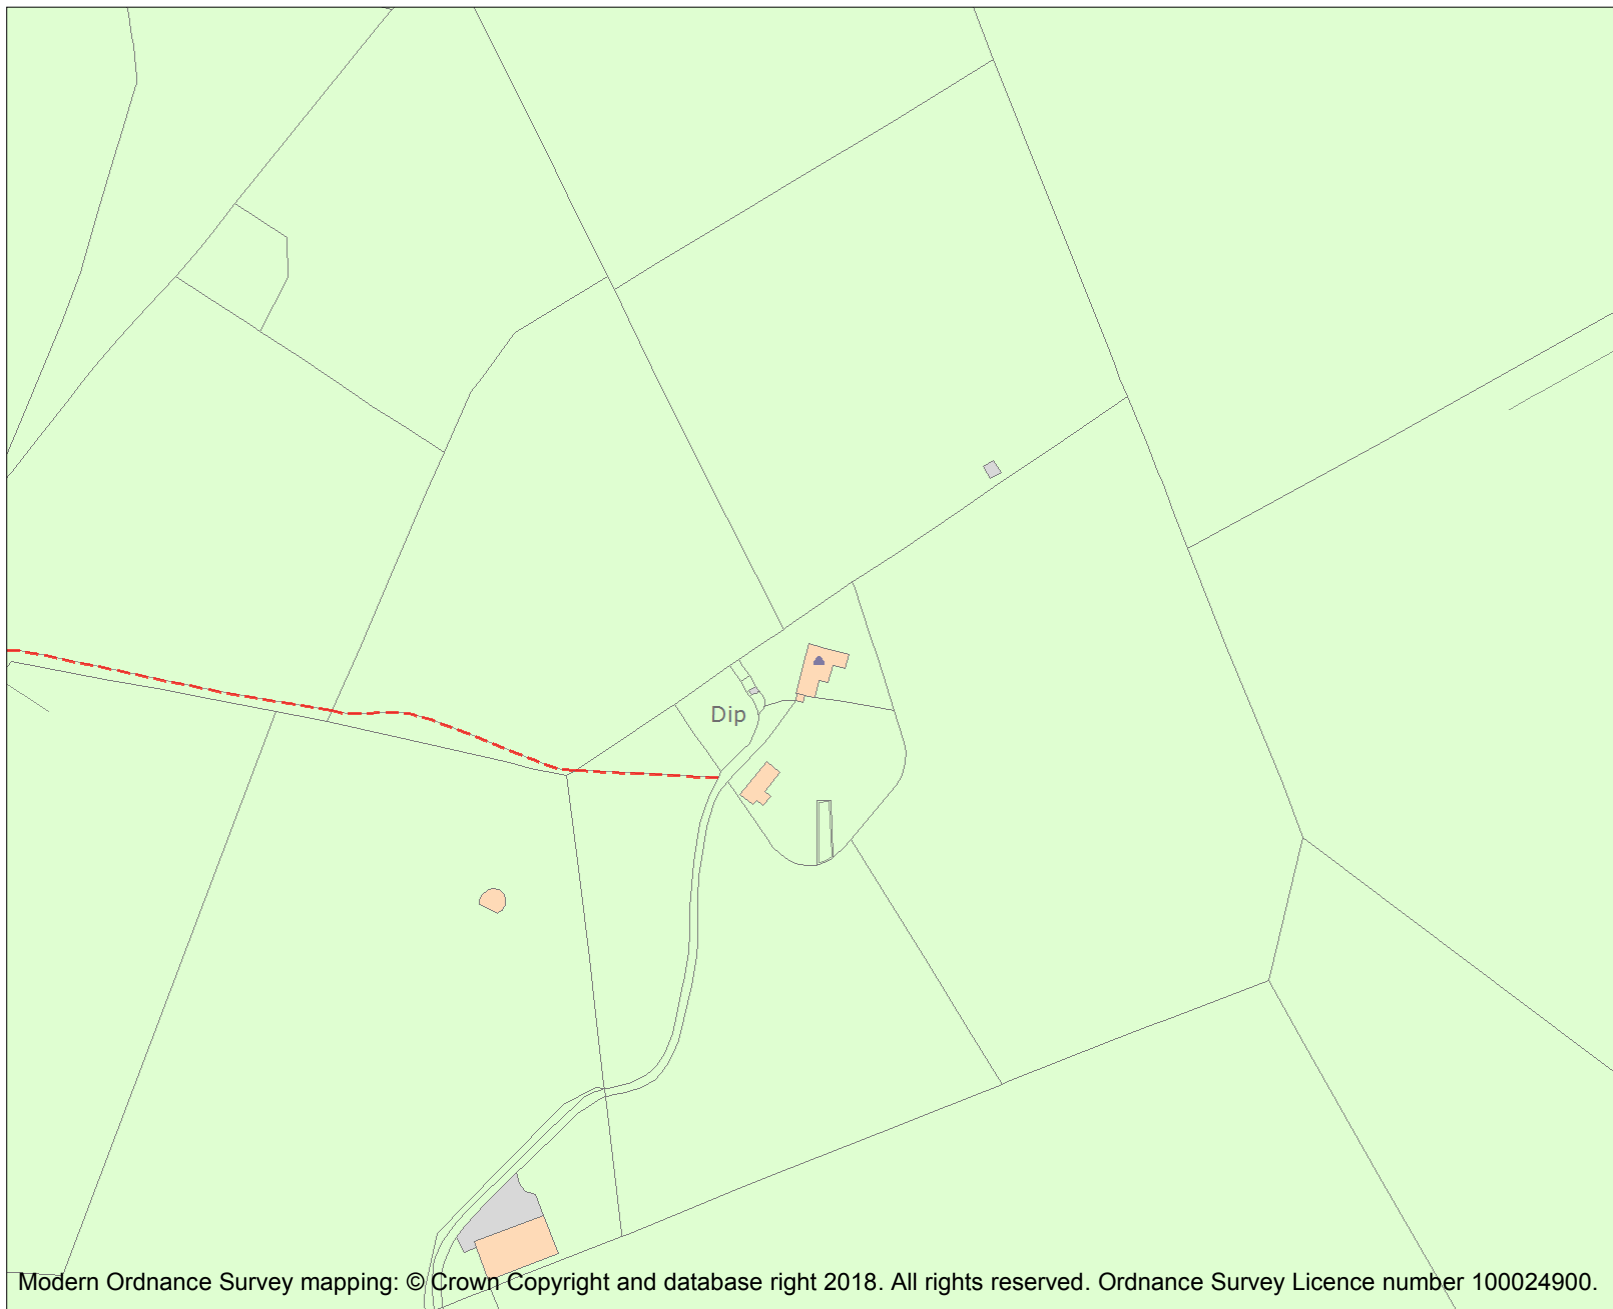 Dip
Modern Ordnance Survey mapping: © Crown Copyright and database right 2018. All rights reserved. Ordnance Survey Licence number 100024900.